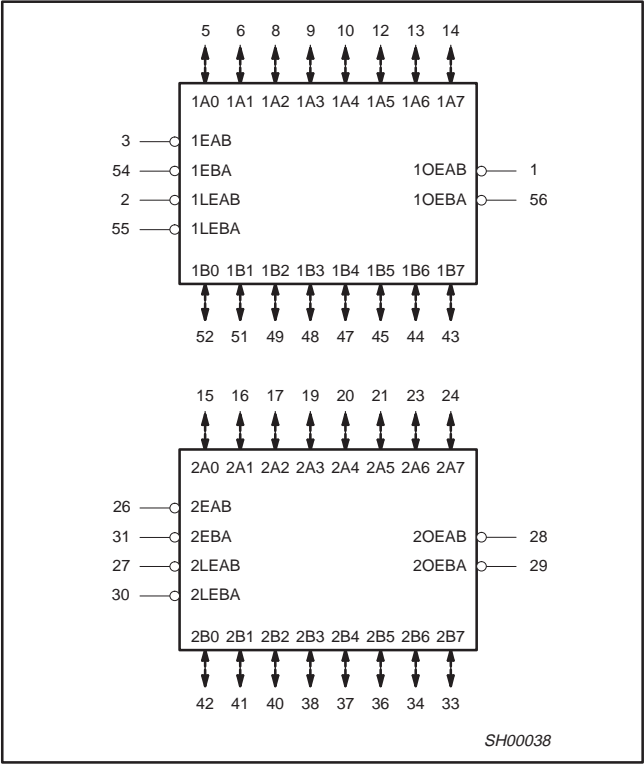 5 6 8 9 10 12 13 14
1A0 1A1 1A2 1A3 1A4 1A5 1A6 1A7
3 1EAB
54 1EBA 1OEAB 1
2 1LEAB 1OEBA 56
55 1LEBA
1B0 1B1 1B2 1B3 1B4 1B5 1B6 1B7
52 51 49 48 47 45 44 43
15 16 17 19 20 21 23 24
2A0 2A1 2A2 2A3 2A4 2A5 2A6 2A7
26 2EAB
31 2EBA 2OEAB 28
27 2LEAB 2OEBA 29
30 2LEBA
2B0 2B1 2B2 2B3 2B4 2B5 2B6 2B7
42 41 40 38 37 36 34 33
SH00038